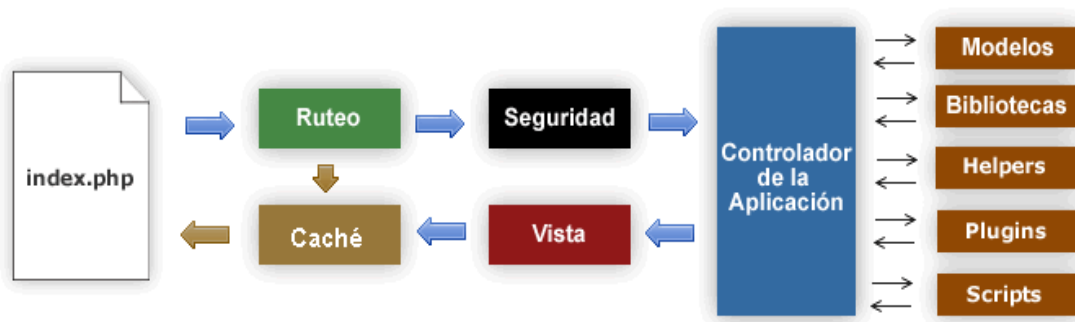 index.php
Ruteo
Seguridad
Caché
Vista
Controlador
de la
Aplicación
Modelos
Bibliotecas
Helpers
Plugins
Scripts